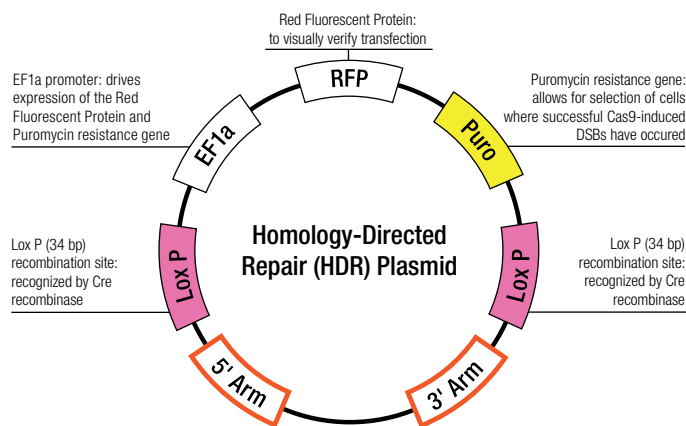 Red Fluorescent Protein:
to visually verify transfection
RFP
EF1a promoter: drives
expression of the Red
Fluorescent Protein and
Puromycin resistance gene
EF1a
Puromycin resistance gene:
allows for selection of cells
where successful Cas9-induced
DSBs have occured
Puro
Homology-Directed
Repair (HDR) Plasmid
Lox P (34 bp)
recombination site:
recognized by Cre
recombinase
Lox P
Lox P
Lox P (34 bp)
recombination site:
recognized by Cre
recombinase
5' Arm
3' Arm